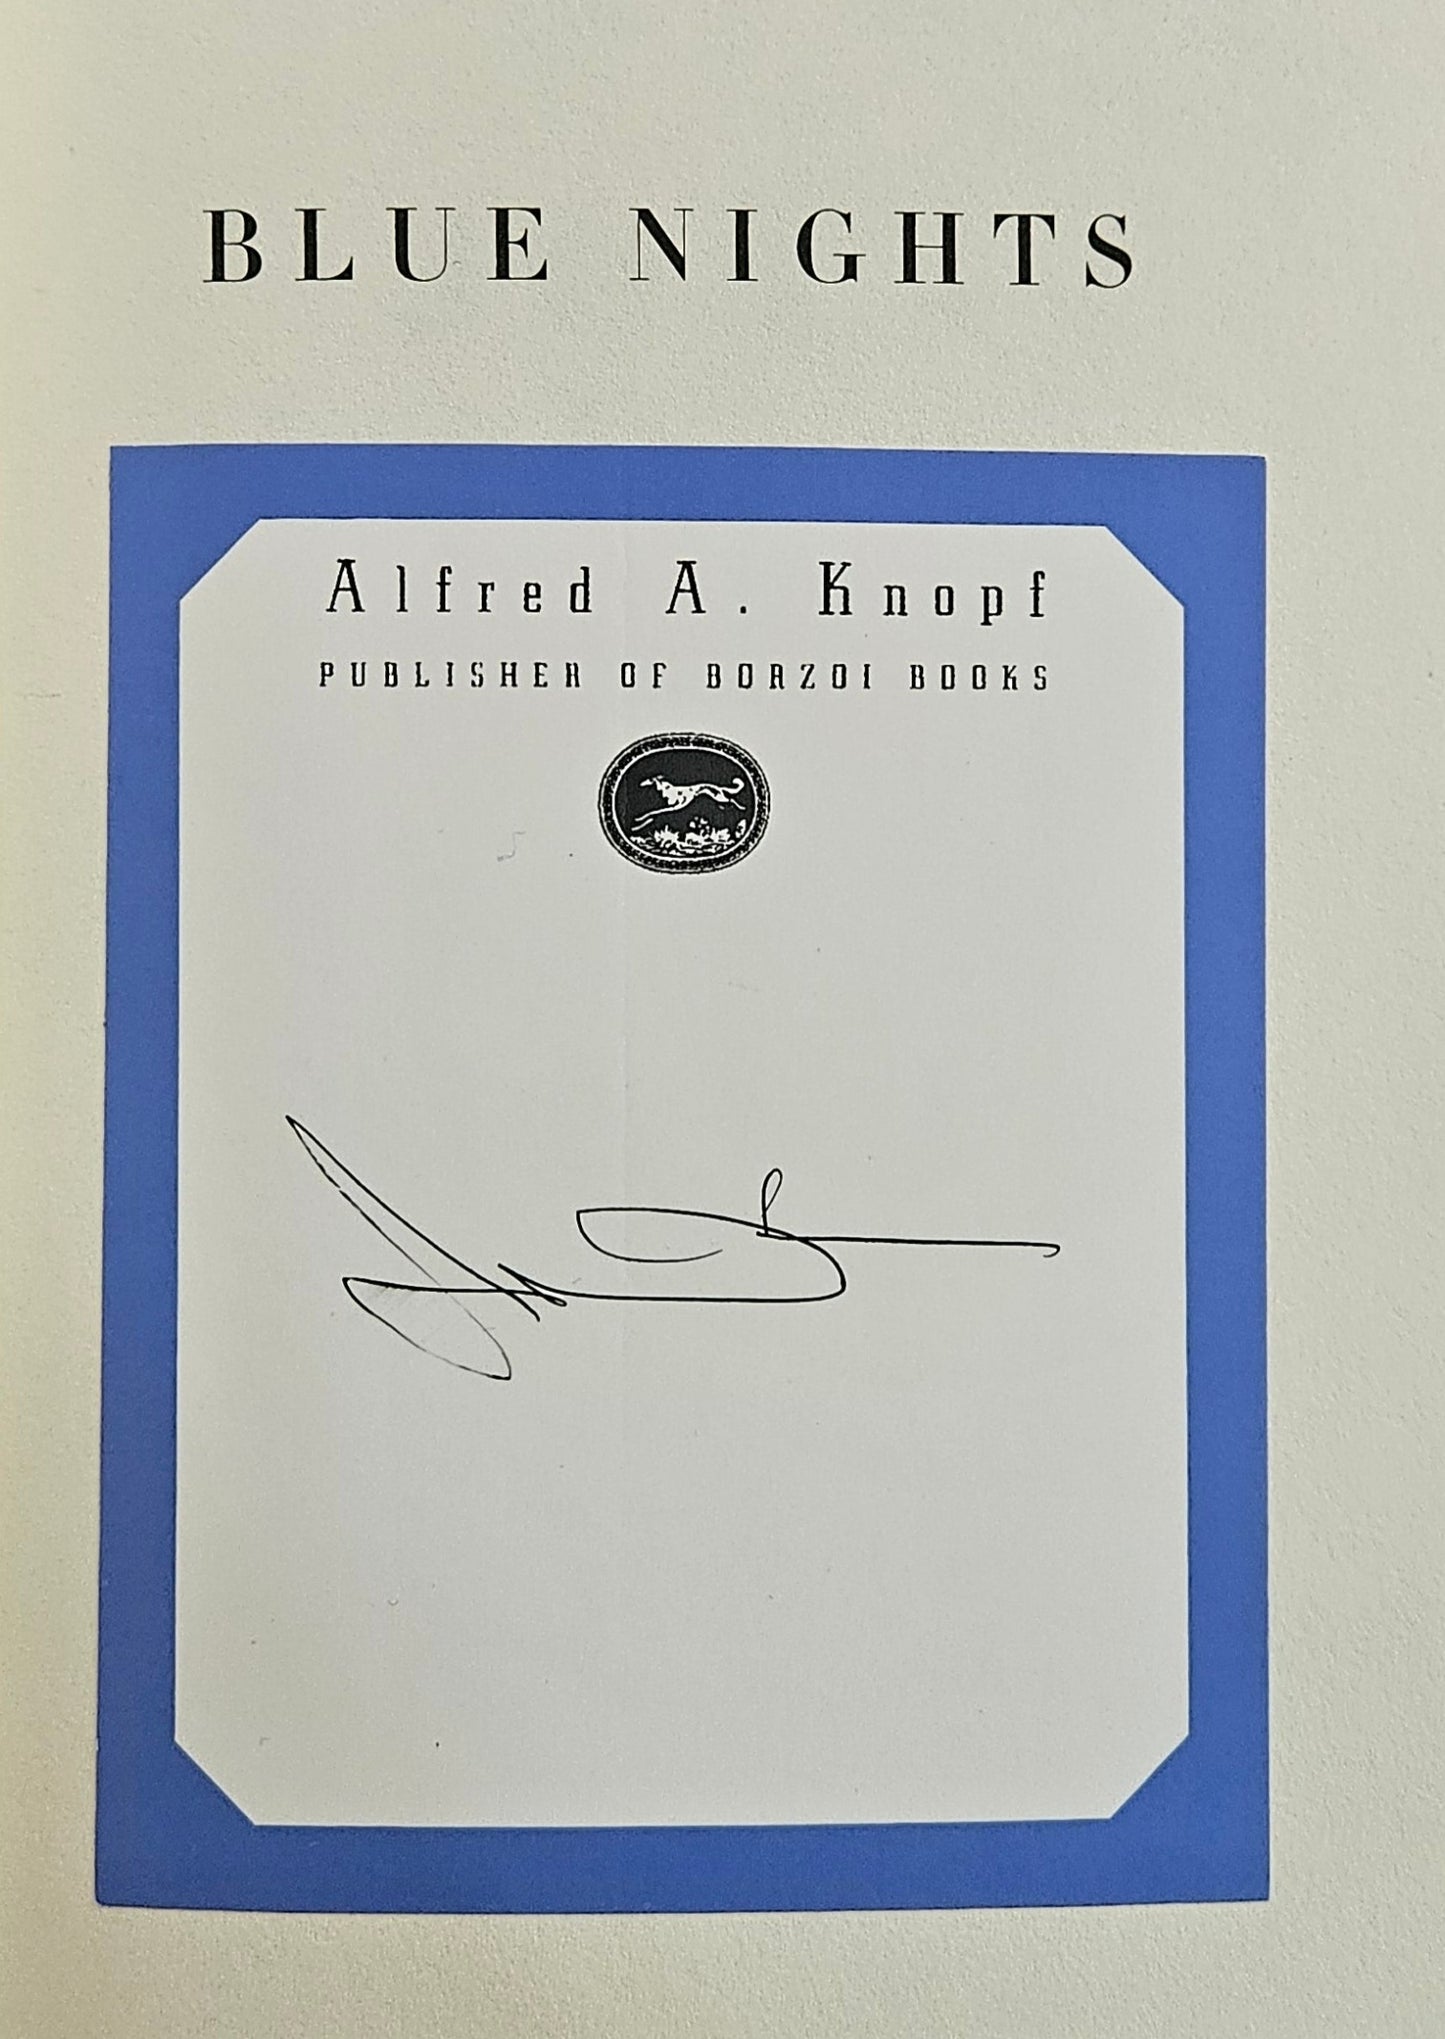 BLUE NIGHTS
Alfred A. Knopf
PUBLISHER OF BORZOI BOOKS